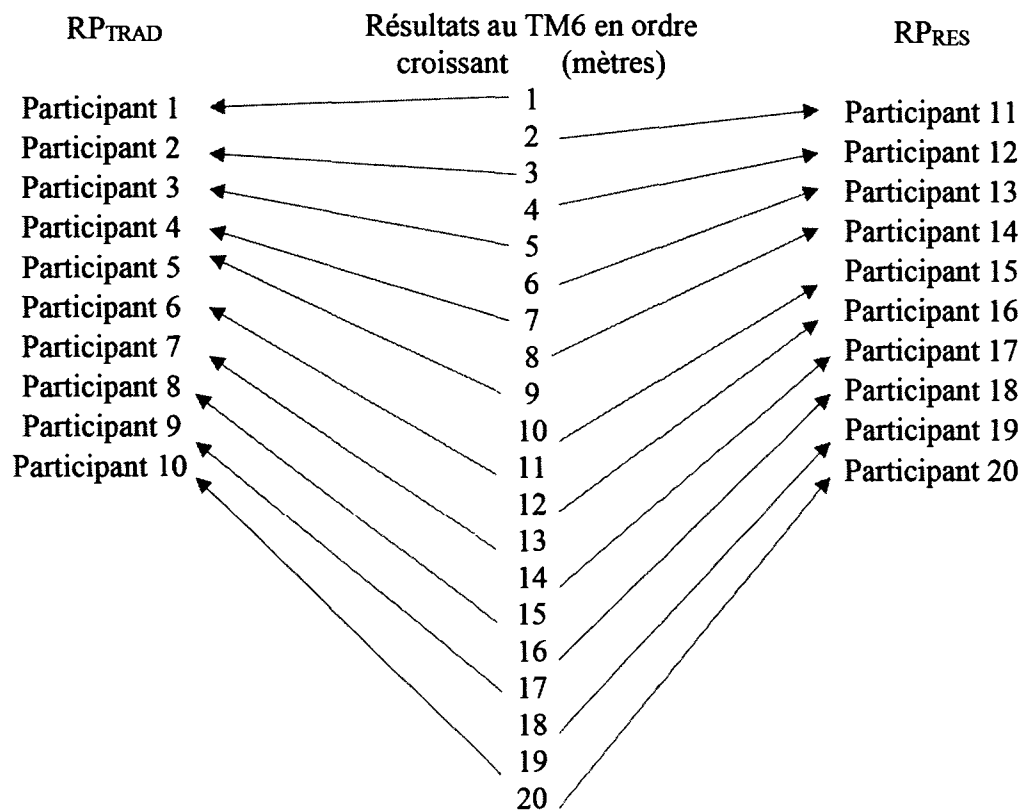 RPTRAD
Résultats au TM6 en ordre
croissant (mètres)
RPRES
Participant 1
Participant 2
Participant 3
Participant 4
Participant 5
Participant 6
Participant 7
Participant 8
Participant 9
Participant 10
1
2
3
4
5
6
7
8
9
10
11
12
13
14
15
16
17
18
19
20
Participant 11
Participant 12
Participant 13
Participant 14
Participant 15
Participant 16
Participant 17
Participant 18
Participant 19
Participant 20